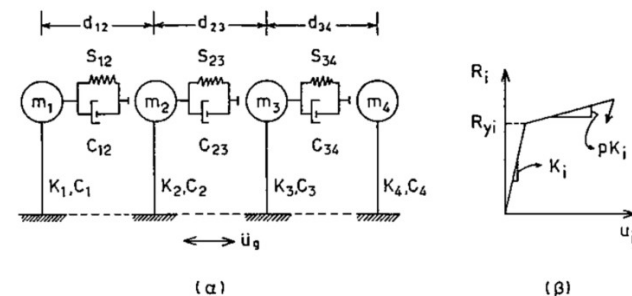 d₁₂ d₂₃ d₃₄
S₁₂ S₂₃ S₃₄
m₁ m₂ m₃ m₄
C₁₂ C₂₃ C₃₄
K₁,C₁ K₂,C₂ K₃,C₃ K₄,C₄
ü₉
(α)
Rᵢ
Ryᵢ
pKᵢ
Kᵢ
uᵢ
(β)